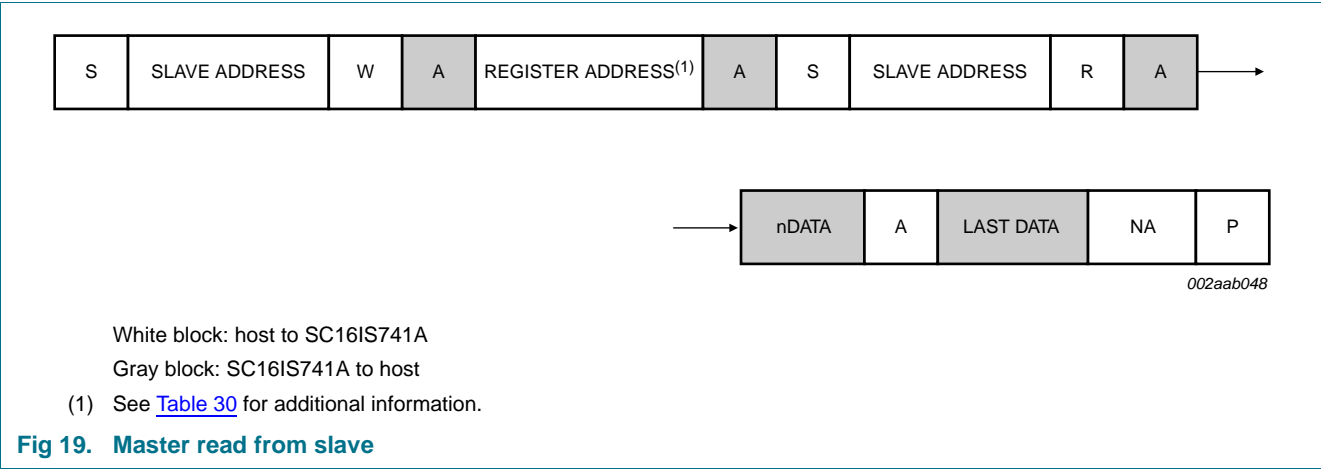 S SLAVE ADDRESS W A REGISTER ADDRESS(1) A S SLAVE ADDRESS R A
nDATA A LAST DATA NA P
002aab048
White block: host to SC16IS741A
Gray block: SC16IS741A to host
(1) See Table 30 for additional information.
Fig 19. Master read from slave